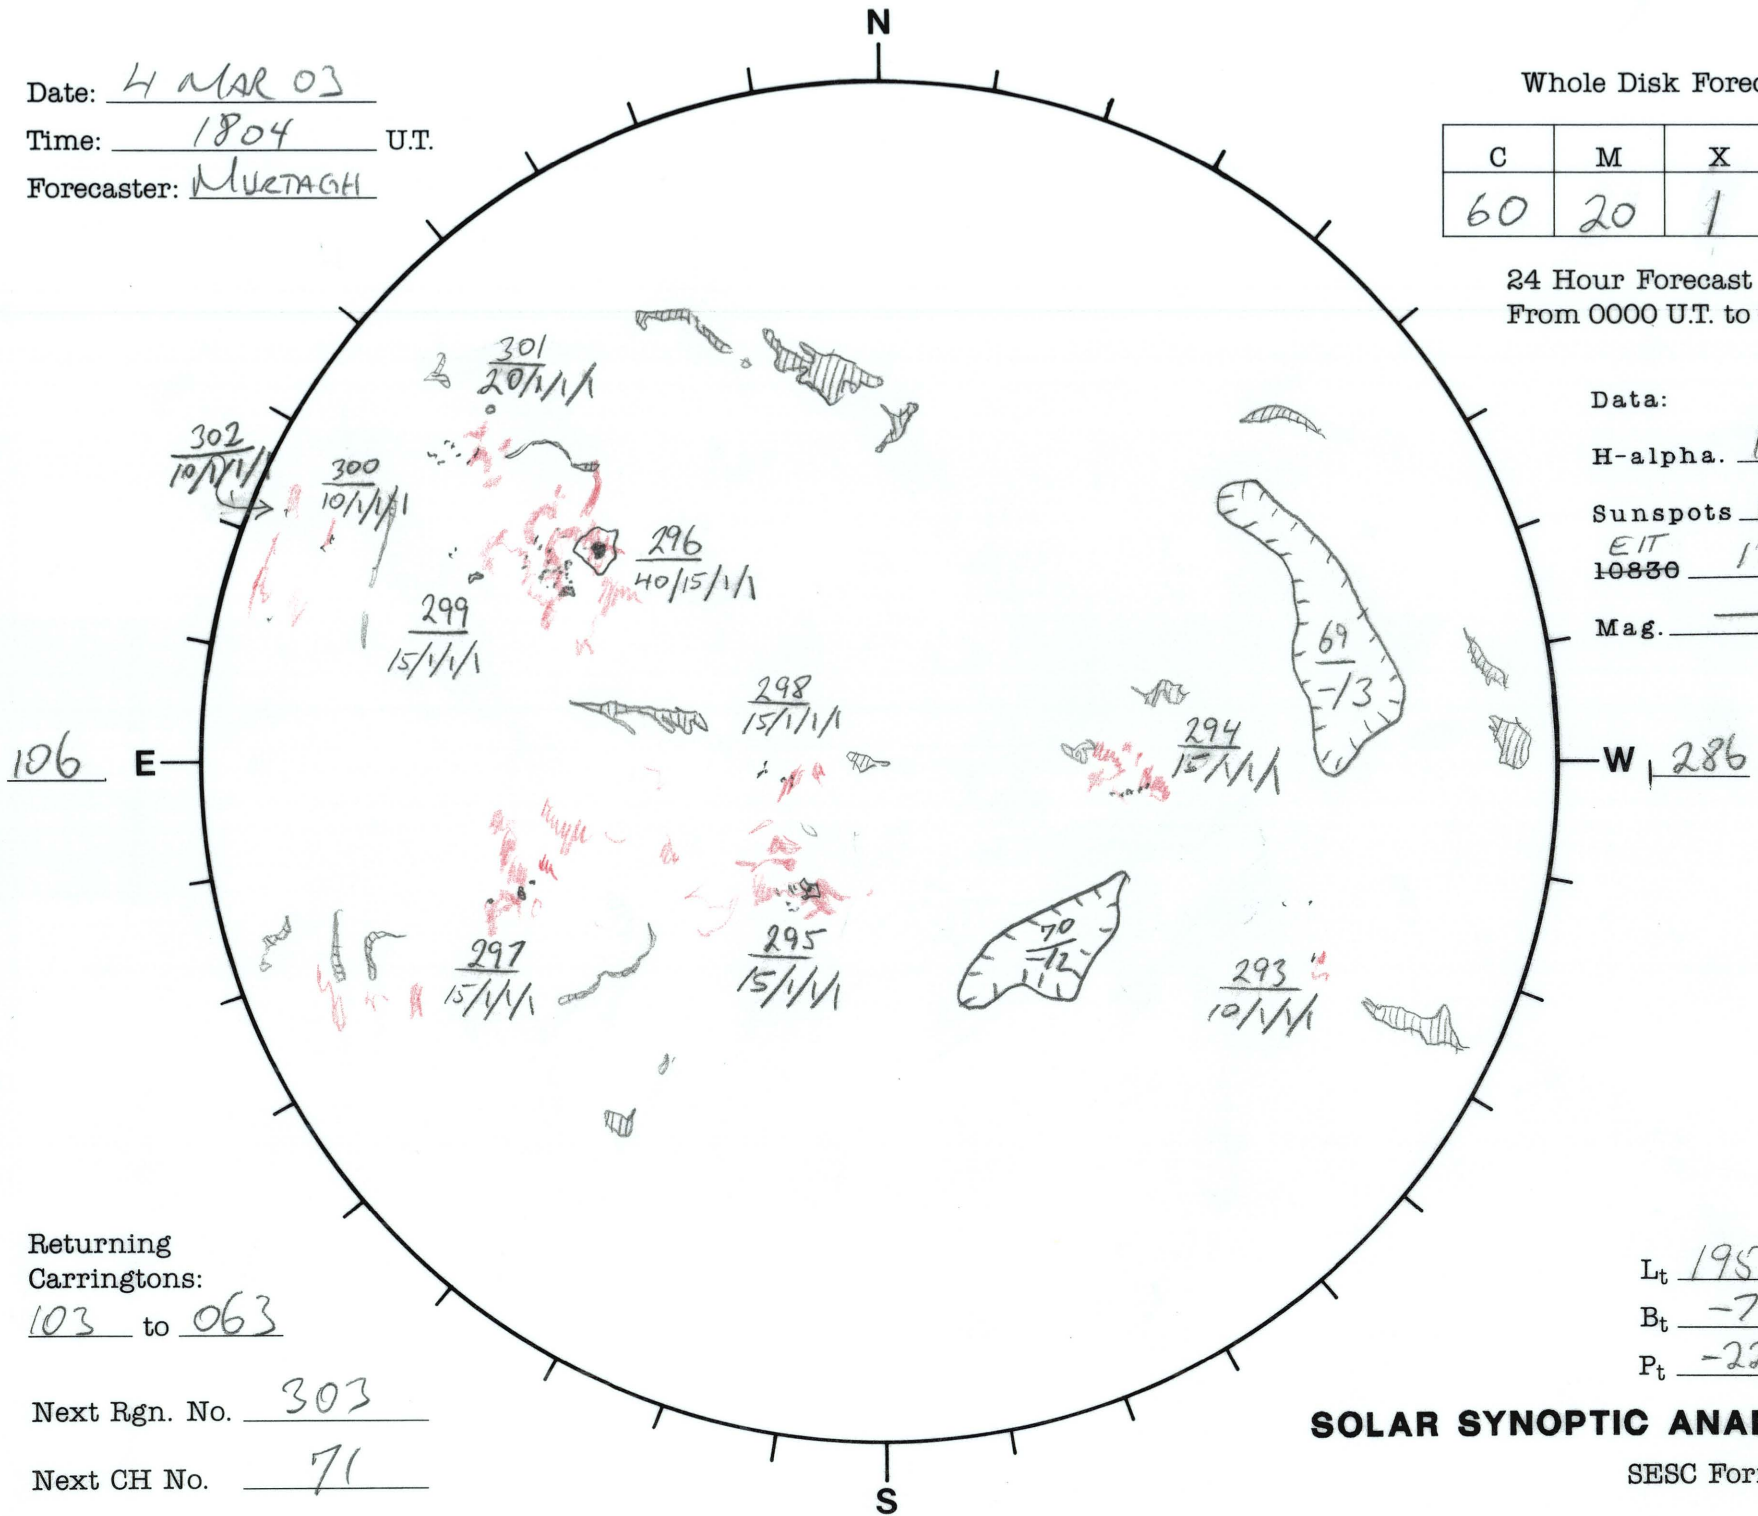 N
Date: 4 MAR 03
Time: 1804 U.T.
Forecaster: MURTAGH
Whole Disk Forec
C M X
60 20 1
24 Hour Forecast
From 0000 U.T. to
Data:
H-alpha.
Sunspots
EIT
10830
Mag.
301
20/1/1/1
302
10/1/1/1
300
10/1/1/1
296
40/15/1/1
299
15/1/1/1
69
-/3
298
15/1/1/1
294
15/1/1/1
106 E
W 286
297
15/1/1/1
295
15/1/1/1
70
-/2
293
10/1/1/1
Returning
Carringtons:
103 to 063
Next Rgn. No. 303
Next CH No. 71
Lt 195
Bt -7
Pt -22
SOLAR SYNOPTIC ANAL
SESC For
S